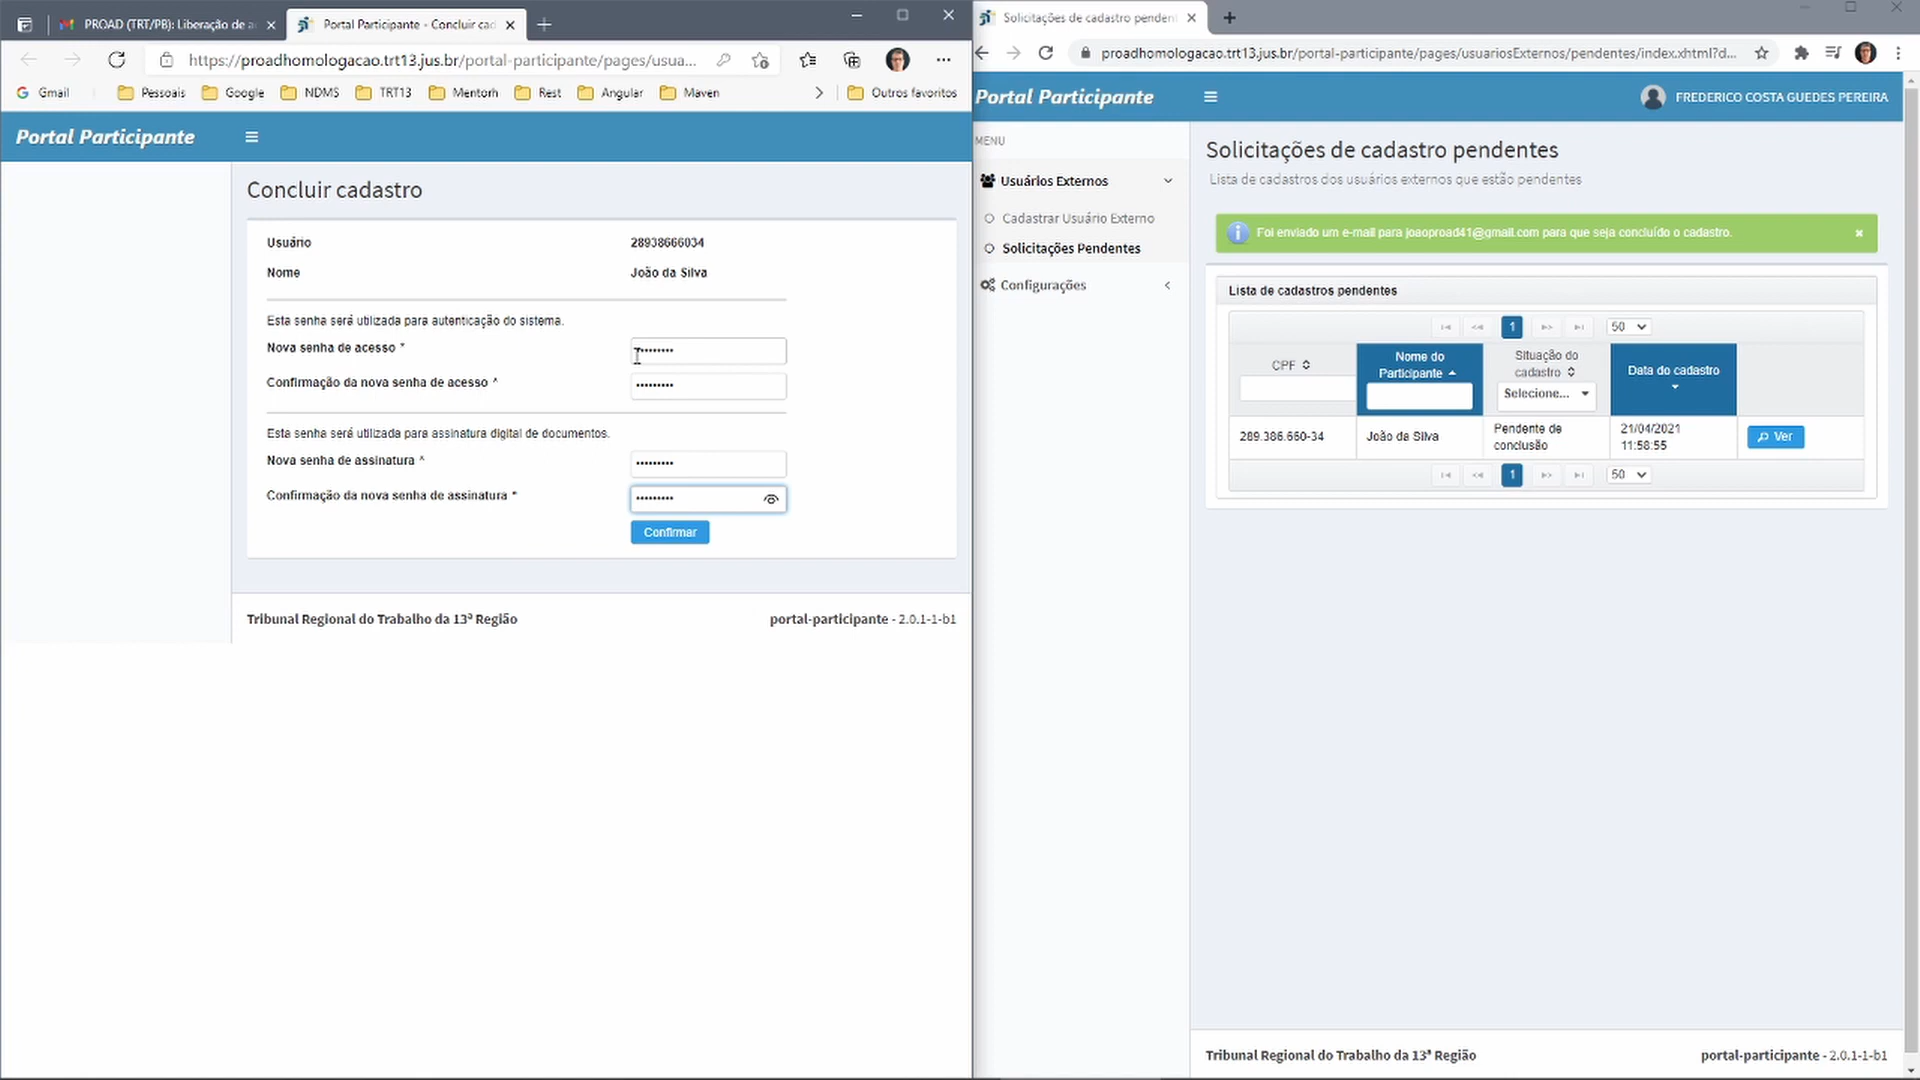 PROAD (TRT/PB): Liberação de a
Portal Participante - Concluir cad
https://proadhomologacao.trt13.jus.br/portal-participante/pages/usua...
Gmail
Pessoais
Google
NDMS
TRT13
Mentorh
Rest
Angular
Maven
Outros favoritos
Portal Participante
Concluir cadastro
Usuário 28938666034
Nome João da Silva
Esta senha será utilizada para autenticação do sistema.
Nova senha de acesso *
Confirmação da nova senha de acesso *
Esta senha será utilizada para assinatura digital de documentos.
Nova senha de assinatura *
Confirmação da nova senha de assinatura *
Confirmar
Tribunal Regional do Trabalho da 13ª Região
portal-participante - 2.0.1-1-b1
Solicitações de cadastro penden
proadhomologacao.trt13.jus.br/portal-participante/pages/usuariosExternos/pendentes/index.xhtml?d...
Portal Participante
FREDERICO COSTA GUEDES PEREIRA
MENU
Usuários Externos
Cadastrar Usuário Externo
Solicitações Pendentes
Configurações
Solicitações de cadastro pendentes
Lista de cadastros dos usuários externos que estão pendentes
Foi enviado um e-mail para joaoproad41@gmail.com para que seja concluído o cadastro.
Lista de cadastros pendentes
1
50
CPF
Nome do
Participante
Situação do
cadastro
Selecione...
Data do cadastro
289.386.660-34
João da Silva
Pendente de
conclusão
21/04/2021
11:58:55
Ver
1
50
Tribunal Regional do Trabalho da 13ª Região
portal-participante - 2.0.1-1-b1